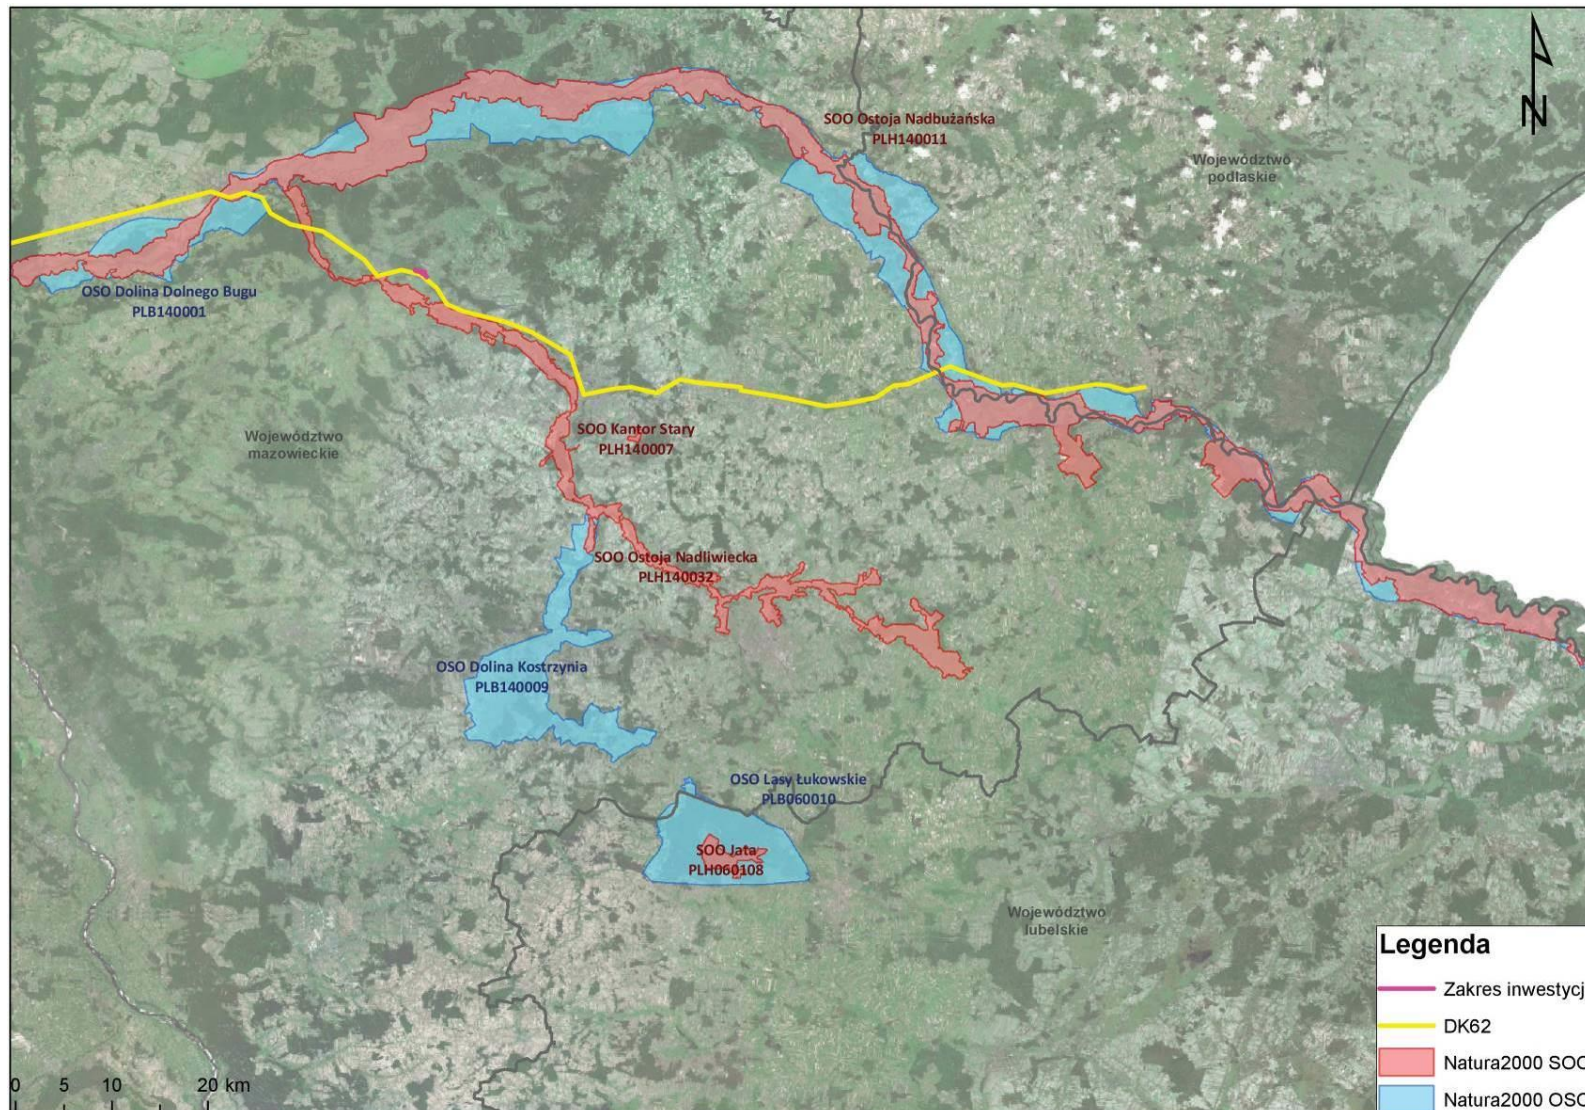 SOO Ostoja Nadbużańska
PLH140011
N
Województwo
podlaskie
OSO Dolina Dolnego Bugu
PLB140001
Województwo
mazowieckie
SOO Kantor Stary
PLH140007
SOO Ostoja Nadliwiecka
PLH140032
OSO Dolina Kostrzynia
PLB140009
OSO Lasy Łukowskie
PLB060010
SOO Jata
PLH060108
Województwo
lubelskie
Legenda
Zakres inwestycj
DK62
Natura2000 SOO
Natura2000 OSO
0 5 10 20 km